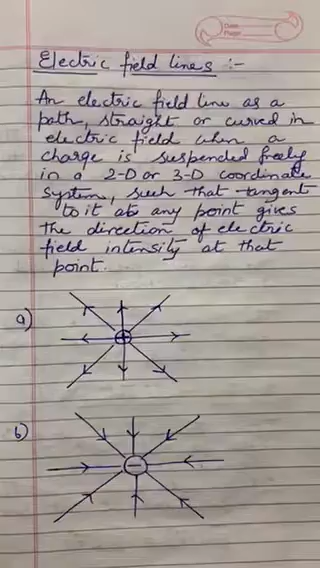 Date
Page
Electric field lines :-
An electric field line as a
path, straight or curved in
electric field when a
charge is suspended freely
in a 2-D or 3-D coordinate
system, such that tangent
to it at any point gives
the direction of electric
field intensity at that
point.
a)
+
b)
-